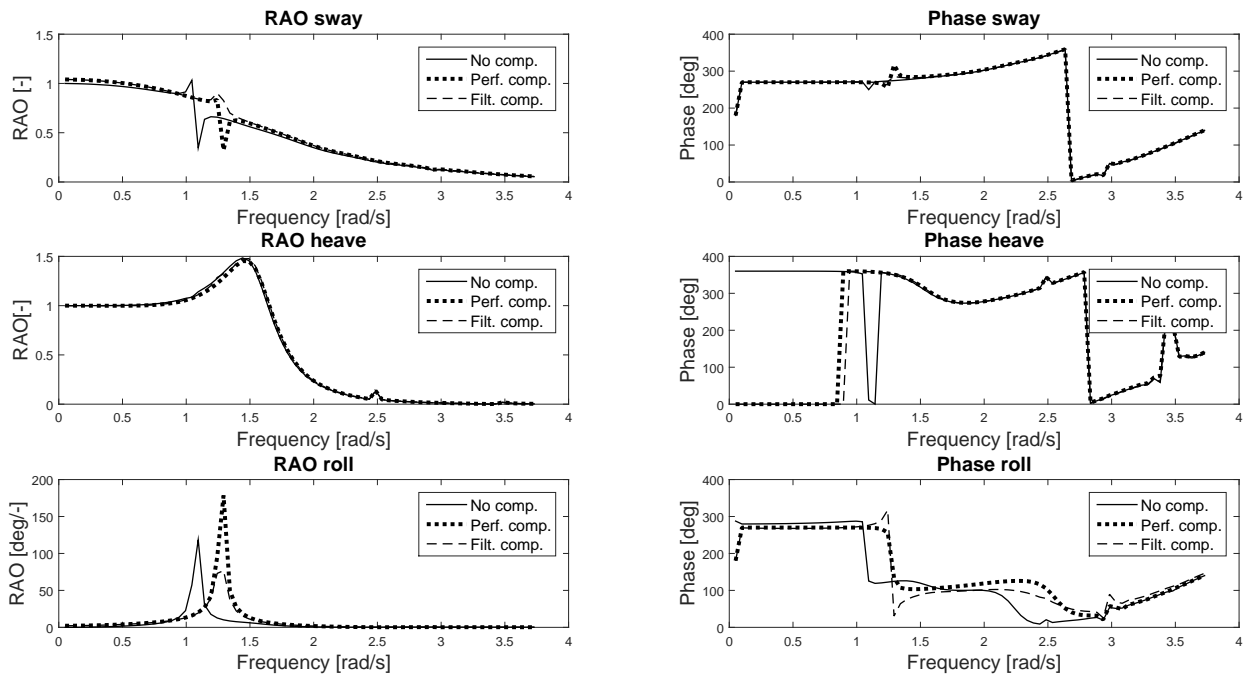 RAO sway
1.5
1
0.5
0
RAO [-]
No comp.
Perf. comp.
Filt. comp.
0 0.5 1 1.5 2 2.5 3 3.5 4
Frequency [rad/s]
Phase sway
400
300
200
100
0
Phase [deg]
No comp.
Perf. comp.
Filt. comp.
0 0.5 1 1.5 2 2.5 3 3.5 4
Frequency [rad/s]
RAO heave
1.5
1
0.5
0
RAO[-]
No comp.
Perf. comp.
Filt. comp.
0 0.5 1 1.5 2 2.5 3 3.5 4
Frequency [rad/s]
Phase heave
400
300
200
100
0
Phase [deg]
No comp.
Perf. comp.
Filt. comp.
0 0.5 1 1.5 2 2.5 3 3.5 4
Frequency [rad/s]
RAO roll
200
150
100
50
0
RAO [deg/-]
No comp.
Perf. comp.
Filt. comp.
0 0.5 1 1.5 2 2.5 3 3.5 4
Frequency [rad/s]
Phase roll
400
300
200
100
0
Phase [deg]
No comp.
Perf. comp.
Filt. comp.
0 0.5 1 1.5 2 2.5 3 3.5 4
Frequency [rad/s]